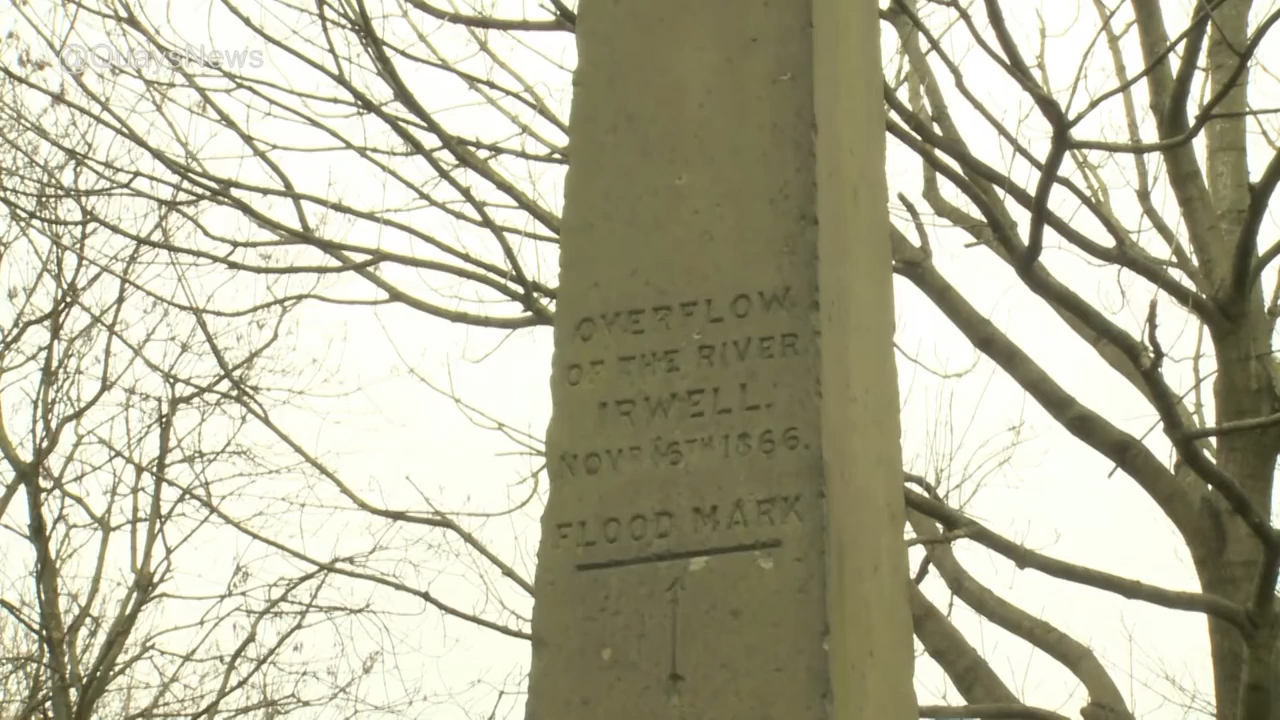 @QuaysNews
OVERFLOW
OF THE RIVER
IRWELL.
NOVR 16TH 1866.
FLOOD MARK